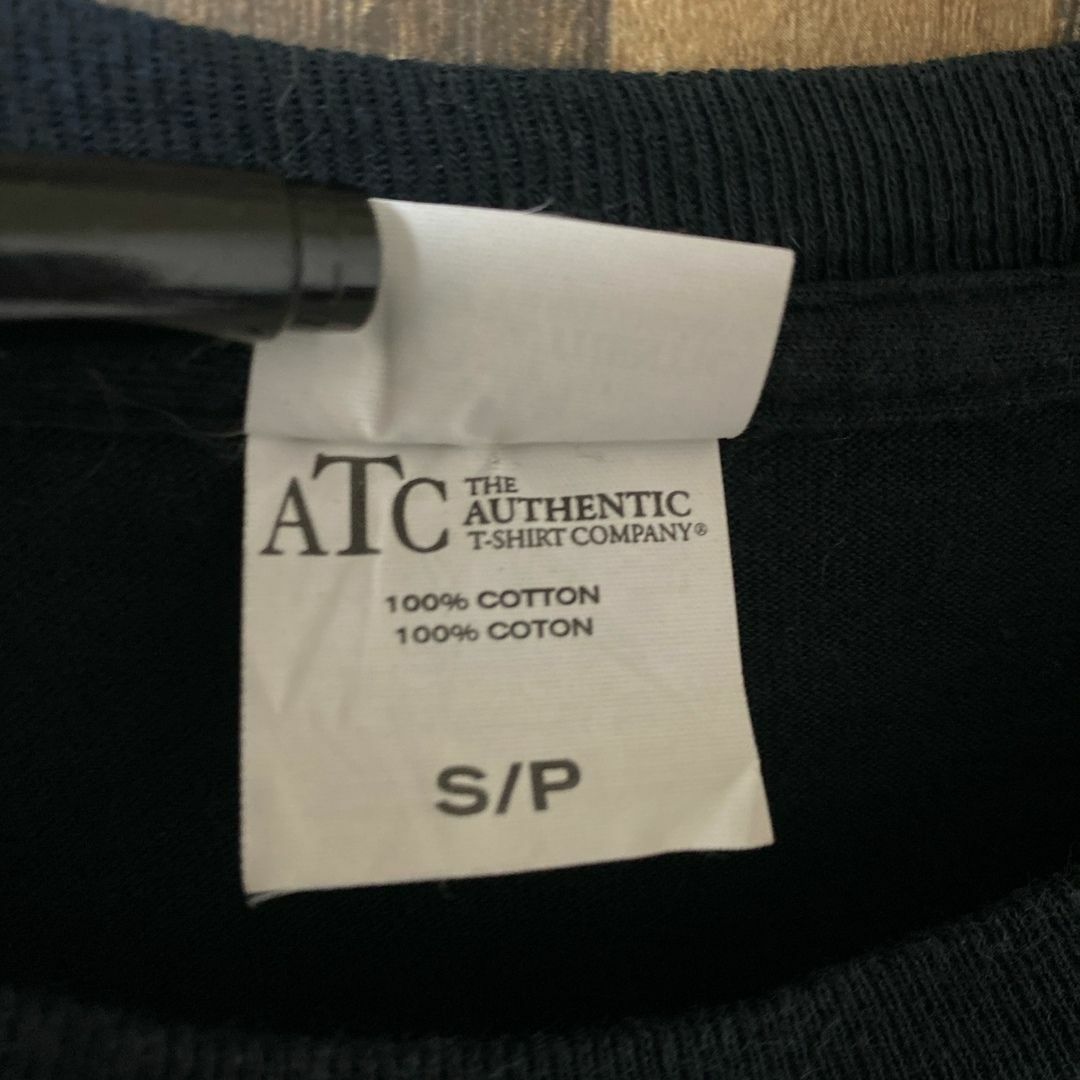 ATC THE
AUTHENTIC
T-SHIRT COMPANY®
100% COTTON
100% COTON
S/P